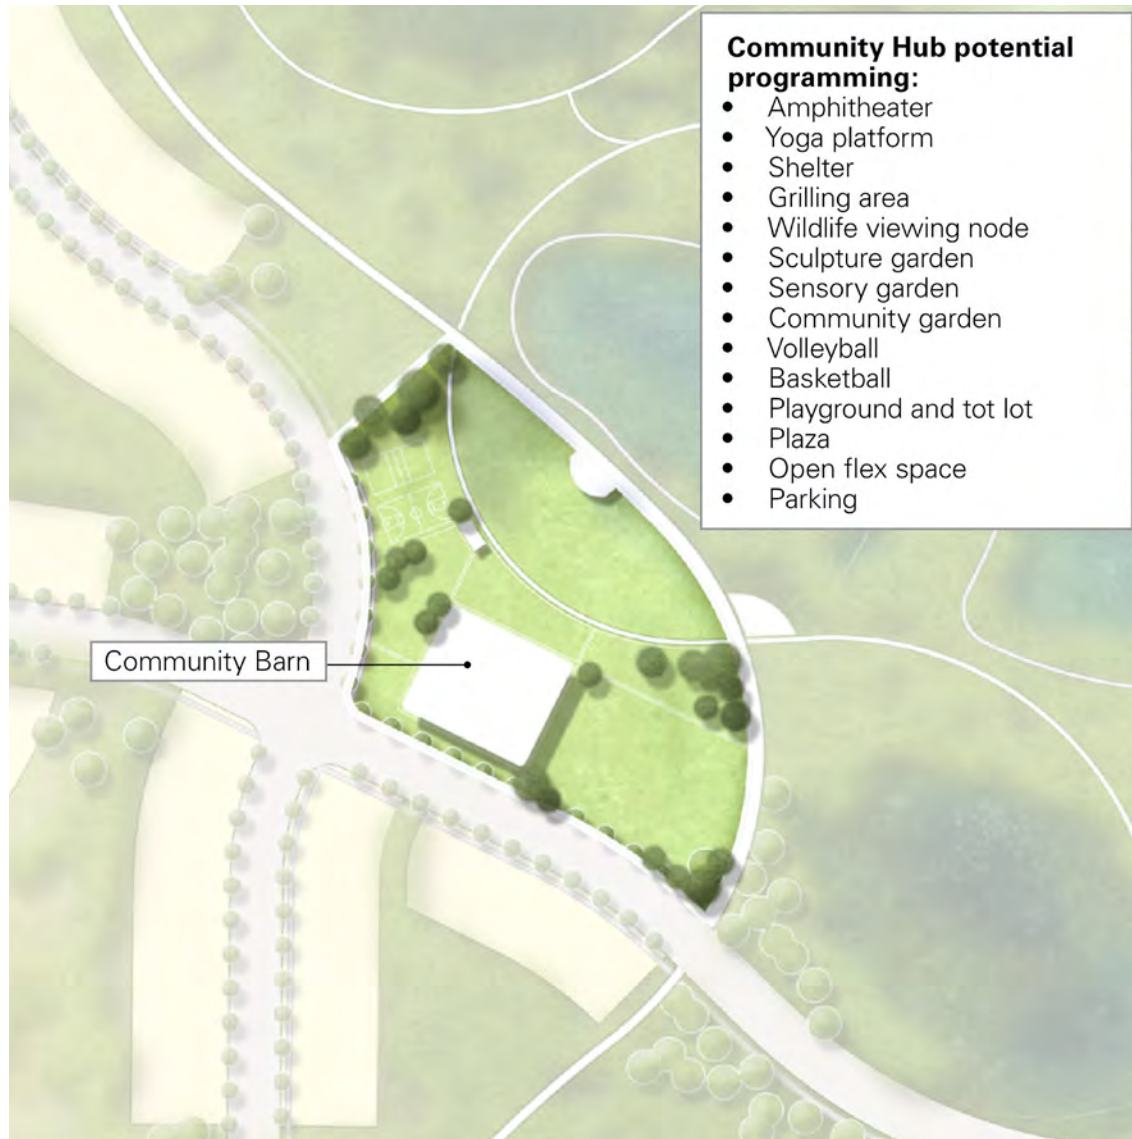 Community Hub potential
programming:
• Amphitheater
• Yoga platform
• Shelter
• Grilling area
• Wildlife viewing node
• Sculpture garden
• Sensory garden
• Community garden
• Volleyball
• Basketball
• Playground and tot lot
• Plaza
• Open flex space
• Parking
Community Barn